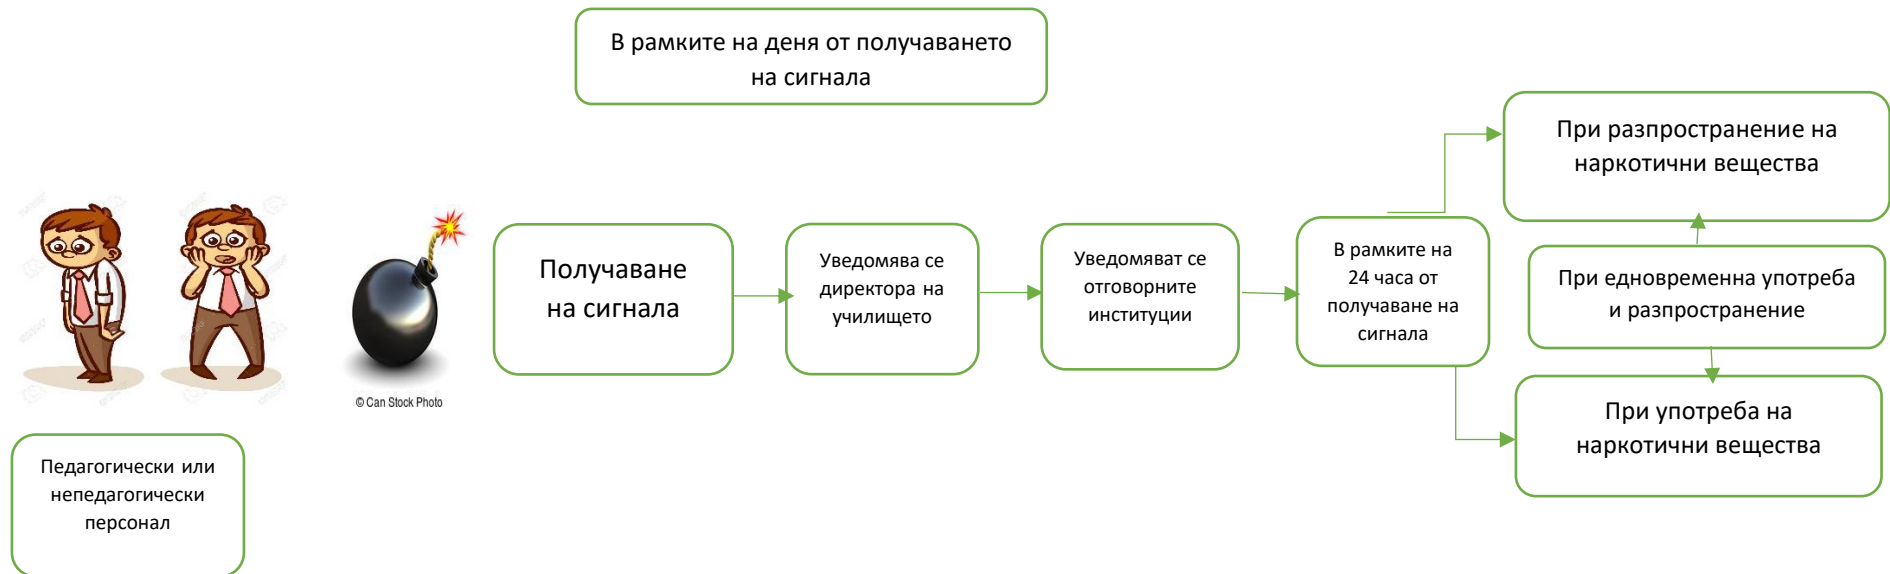 В рамките на деня от получаването
на сигнала
При разпространение на
наркотични вещества
Получаване
на сигнала
Уведомява се
директора на
училището
Уведомяват се
отговорните
институции
В рамките на
24 часа от
получаване на
сигнала
При едновременна употреба
и разпространение
При употреба на
наркотични вещества
© Can Stock Photo
Педагогически или
непедагогически
персонал